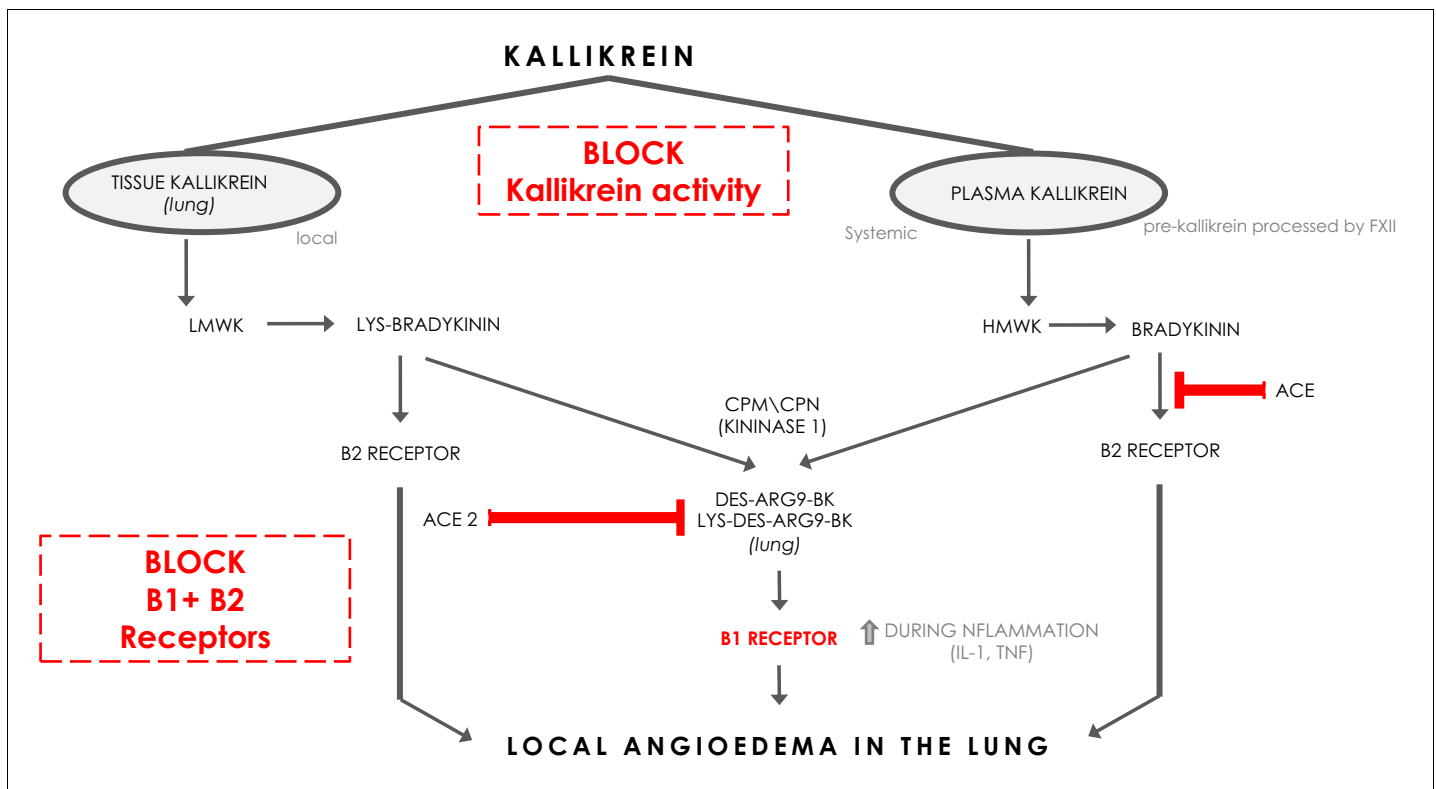 KALLIKREIN
BLOCK
Kallikrein activity
TISSUE KALLIKREIN
(lung)
local
PLASMA KALLIKREIN
Systemic
pre-kallikrein processed by FXII
LMWK
LYS-BRADYKININ
HMWK
BRADYKININ
CPM\CPN
(KININASE 1)
ACE
B2 RECEPTOR
B2 RECEPTOR
ACE 2
DES-ARG9-BK
LYS-DES-ARG9-BK
(lung)
BLOCK
B1+ B2
Receptors
B1 RECEPTOR
DURING NFLAMMATION
(IL-1, TNF)
LOCAL ANGIOEDEMA IN THE LUNG